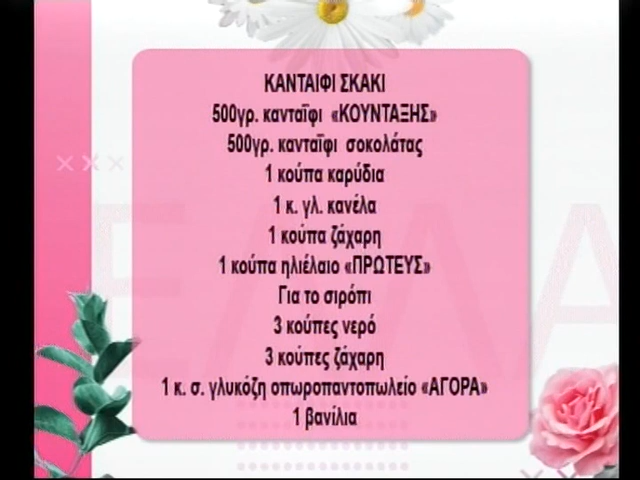 ΚΑΝΤΑΙΦΙ ΣΚΑΚΙ
500γρ. κανταΐφι «ΚΟΥΝΤΑΞΗΣ»
500γρ. κανταΐφι σοκολάτας
1 κούπα καρύδια
1 κ. γλ. κανέλα
1 κούπα ζάχαρη
1 κούπα ηλιέλαιο «ΠΡΩΤΕΥΣ»
Για το σιρόπι
3 κούπες νερό
3 κούπες ζάχαρη
1 κ. σ. γλυκόζη οπωροπαντοπωλείο «ΑΓΟΡΑ»
1 βανίλια